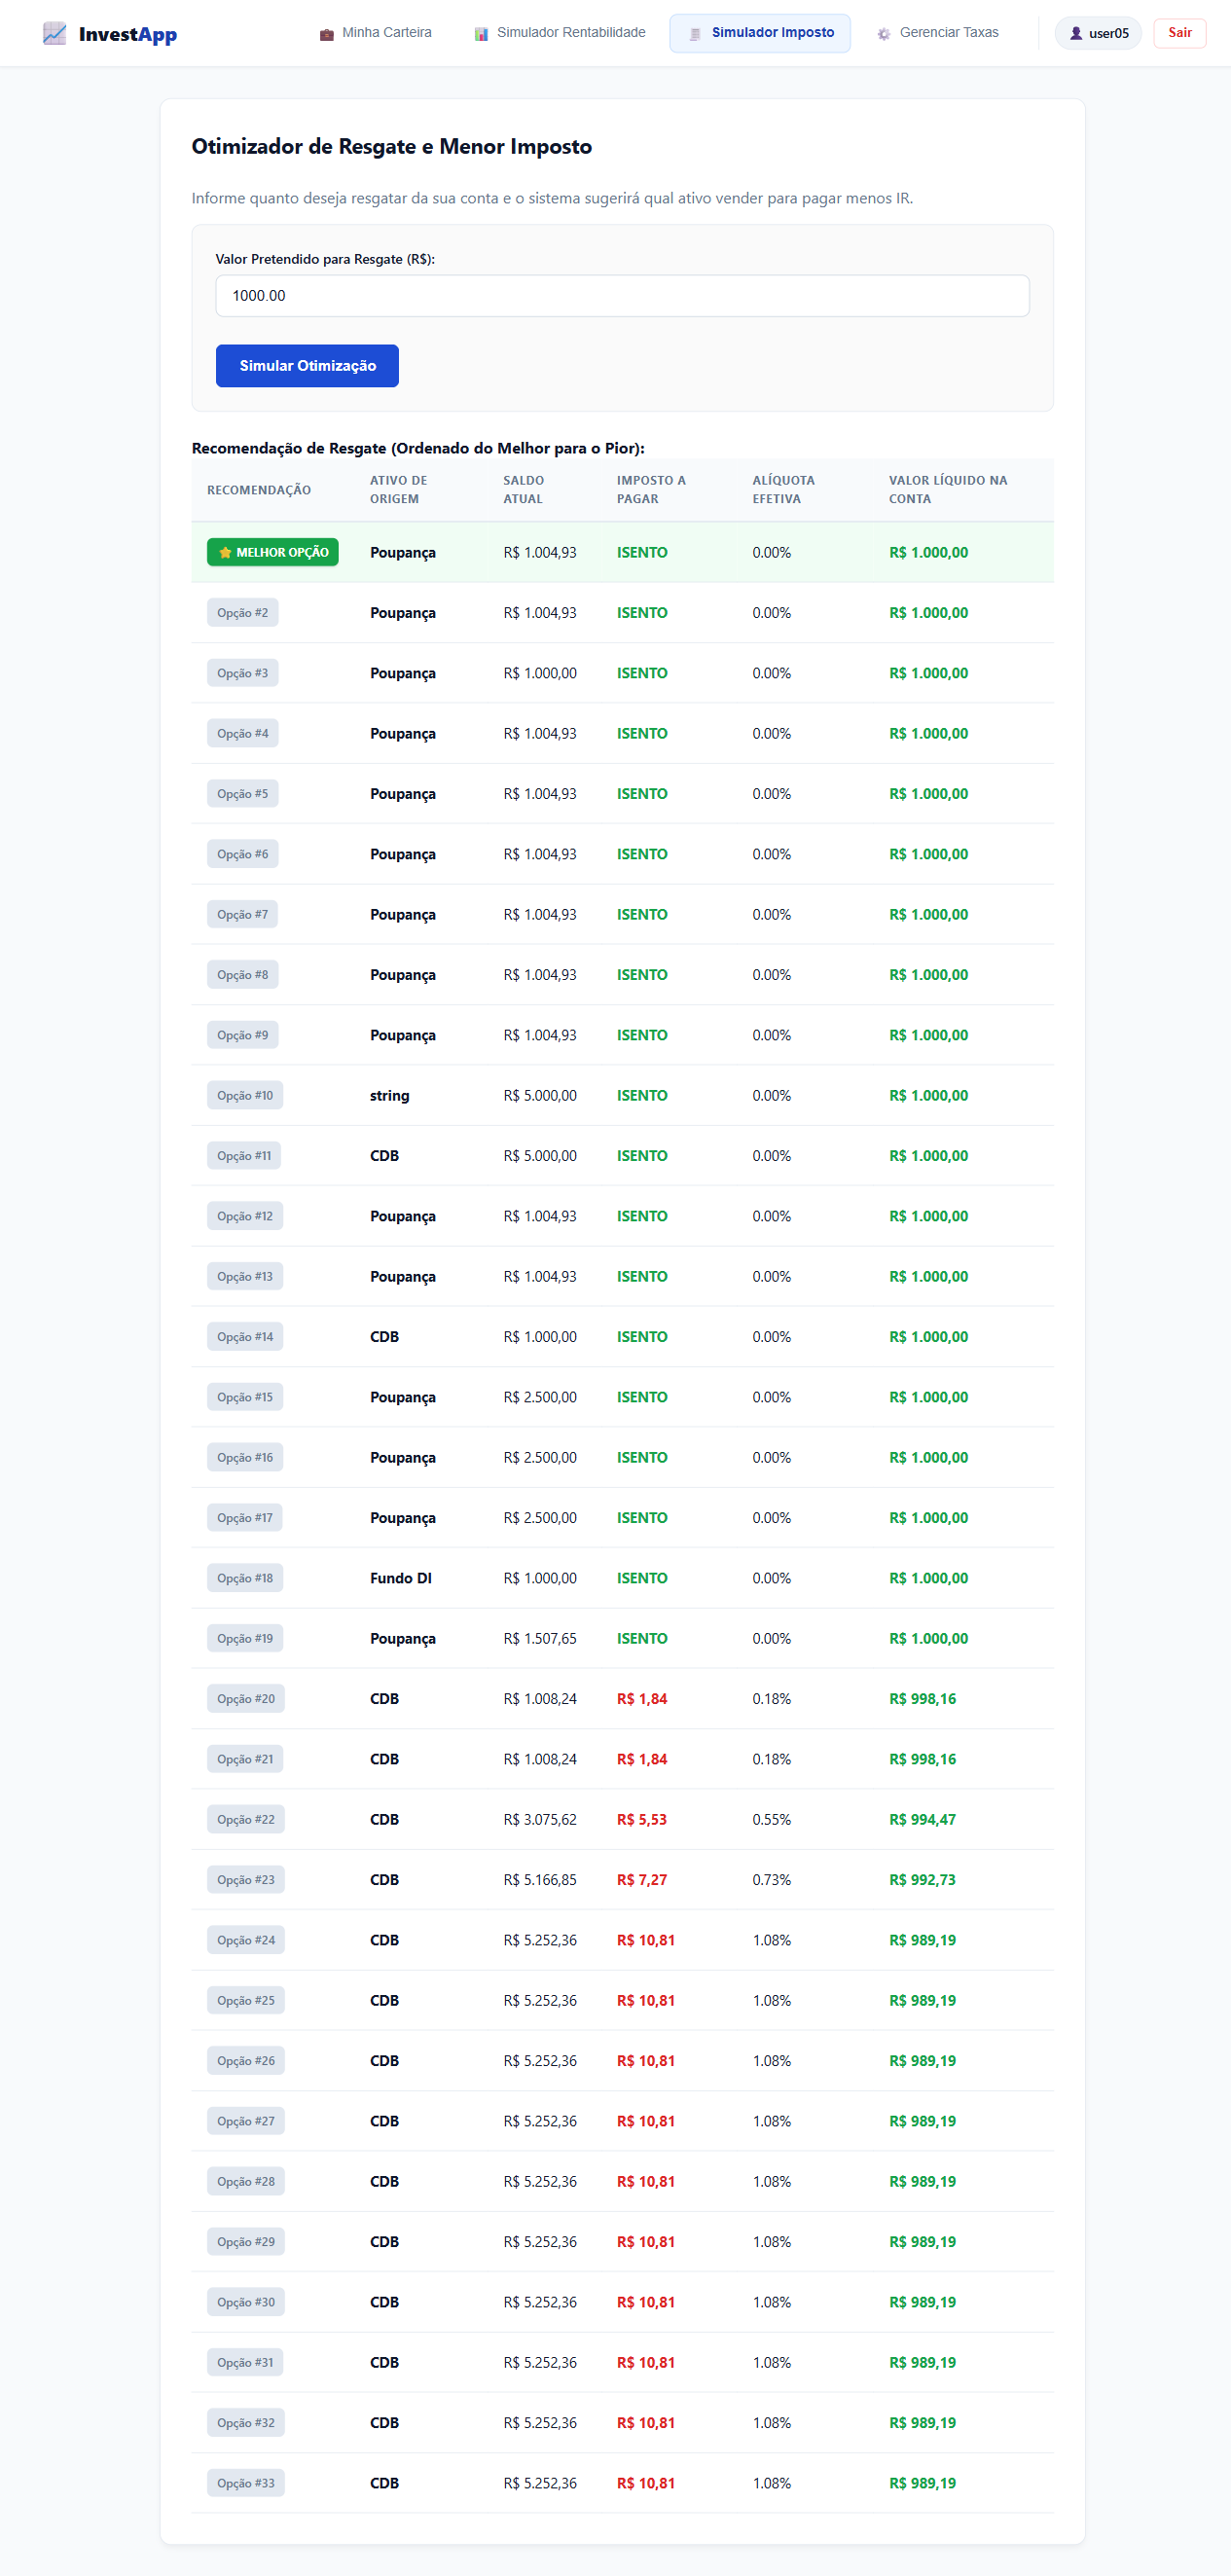 InvestApp
Minha Carteira
Simulador Rentabilidade
Simulador Imposto
Gerenciar Taxas
user05
Sair
Otimizador de Resgate e Menor Imposto
Informe quanto deseja resgatar da sua conta e o sistema sugerirá qual ativo vender para pagar menos IR.
Valor Pretendido para Resgate (R$):
1000.00
Simular Otimização
Recomendação de Resgate (Ordenado do Melhor para o Pior):
RECOMENDAÇÃO ATIVO DE ORIGEM SALDO ATUAL IMPOSTO A PAGAR ALÍQUOTA EFETIVA VALOR LÍQUIDO NA CONTA
MELHOR OPÇÃO Poupança R$ 1.004,93 ISENTO 0.00% R$ 1.000,00
Opção #2 Poupança R$ 1.004,93 ISENTO 0.00% R$ 1.000,00
Opção #3 Poupança R$ 1.000,00 ISENTO 0.00% R$ 1.000,00
Opção #4 Poupança R$ 1.004,93 ISENTO 0.00% R$ 1.000,00
Opção #5 Poupança R$ 1.004,93 ISENTO 0.00% R$ 1.000,00
Opção #6 Poupança R$ 1.004,93 ISENTO 0.00% R$ 1.000,00
Opção #7 Poupança R$ 1.004,93 ISENTO 0.00% R$ 1.000,00
Opção #8 Poupança R$ 1.004,93 ISENTO 0.00% R$ 1.000,00
Opção #9 Poupança R$ 1.004,93 ISENTO 0.00% R$ 1.000,00
Opção #10 string R$ 5.000,00 ISENTO 0.00% R$ 1.000,00
Opção #11 CDB R$ 5.000,00 ISENTO 0.00% R$ 1.000,00
Opção #12 Poupança R$ 1.004,93 ISENTO 0.00% R$ 1.000,00
Opção #13 Poupança R$ 1.004,93 ISENTO 0.00% R$ 1.000,00
Opção #14 CDB R$ 1.000,00 ISENTO 0.00% R$ 1.000,00
Opção #15 Poupança R$ 2.500,00 ISENTO 0.00% R$ 1.000,00
Opção #16 Poupança R$ 2.500,00 ISENTO 0.00% R$ 1.000,00
Opção #17 Poupança R$ 2.500,00 ISENTO 0.00% R$ 1.000,00
Opção #18 Fundo DI R$ 1.000,00 ISENTO 0.00% R$ 1.000,00
Opção #19 Poupança R$ 1.507,65 ISENTO 0.00% R$ 1.000,00
Opção #20 CDB R$ 1.008,24 R$ 1,84 0.18% R$ 998,16
Opção #21 CDB R$ 1.008,24 R$ 1,84 0.18% R$ 998,16
Opção #22 CDB R$ 3.075,62 R$ 5,53 0.55% R$ 994,47
Opção #23 CDB R$ 5.166,85 R$ 7,27 0.73% R$ 992,73
Opção #24 CDB R$ 5.252,36 R$ 10,81 1.08% R$ 989,19
Opção #25 CDB R$ 5.252,36 R$ 10,81 1.08% R$ 989,19
Opção #26 CDB R$ 5.252,36 R$ 10,81 1.08% R$ 989,19
Opção #27 CDB R$ 5.252,36 R$ 10,81 1.08% R$ 989,19
Opção #28 CDB R$ 5.252,36 R$ 10,81 1.08% R$ 989,19
Opção #29 CDB R$ 5.252,36 R$ 10,81 1.08% R$ 989,19
Opção #30 CDB R$ 5.252,36 R$ 10,81 1.08% R$ 989,19
Opção #31 CDB R$ 5.252,36 R$ 10,81 1.08% R$ 989,19
Opção #32 CDB R$ 5.252,36 R$ 10,81 1.08% R$ 989,19
Opção #33 CDB R$ 5.252,36 R$ 10,81 1.08% R$ 989,19